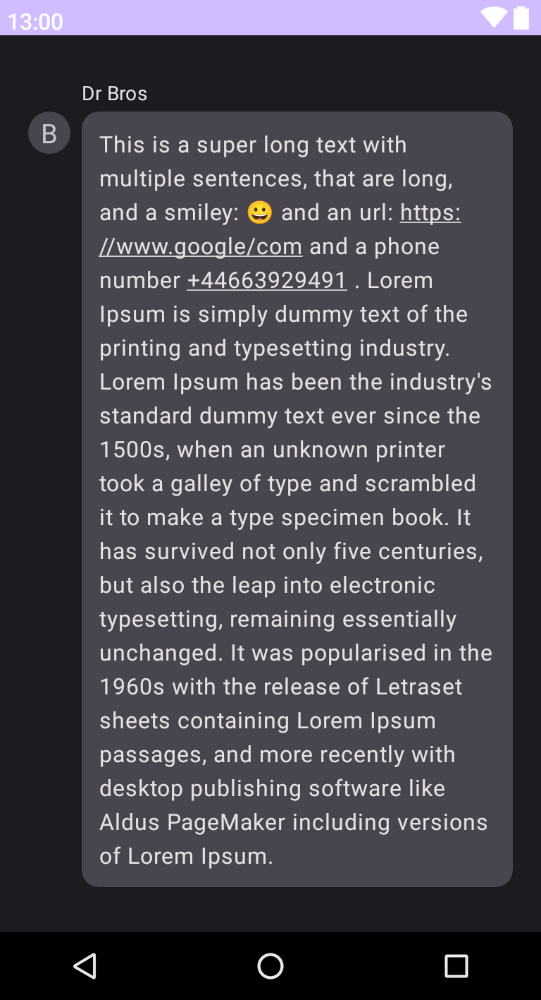 13:00
Dr Bros
B
This is a super long text with
multiple sentences, that are long,
and a smiley: 😀 and an url: https:
//www.google/com and a phone
number +44663929491 . Lorem
Ipsum is simply dummy text of the
printing and typesetting industry.
Lorem Ipsum has been the industry's
standard dummy text ever since the
1500s, when an unknown printer
took a galley of type and scrambled
it to make a type specimen book. It
has survived not only five centuries,
but also the leap into electronic
typesetting, remaining essentially
unchanged. It was popularised in the
1960s with the release of Letraset
sheets containing Lorem Ipsum
passages, and more recently with
desktop publishing software like
Aldus PageMaker including versions
of Lorem Ipsum.